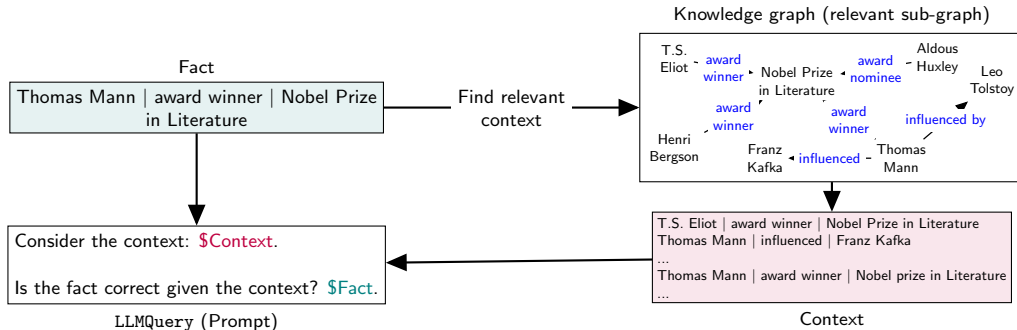 Fact
Thomas Mann | award winner | Nobel Prize
in Literature
Find relevant
context
Knowledge graph (relevant sub-graph)
T.S.
Eliot
award
winner
Nobel Prize
in Literature
award
nominee
Aldous
Huxley
Leo
Tolstoy
award
winner
award
winner
influenced by
Henri
Bergson
Franz
Kafka
influenced
Thomas
Mann
Consider the context: $Context.
Is the fact correct given the context? $Fact.
LLMQuery (Prompt)
T.S. Eliot | award winner | Nobel Prize in Literature
Thomas Mann | influenced | Franz Kafka
...
Thomas Mann | award winner | Nobel prize in Literature
...
Context